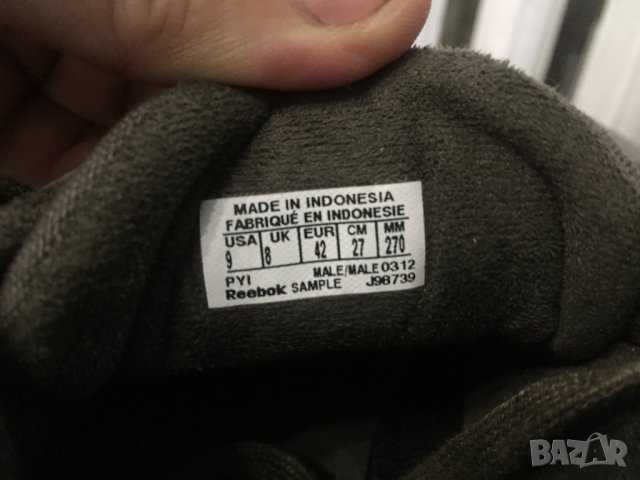 MADE IN INDONESIA
FABRIQUÉ EN INDONESIE
USA UK EUR CM MM
9 8 42 27 270
PYI MALE/MALE 0312
Reebok SAMPLE J98739
BAZAR